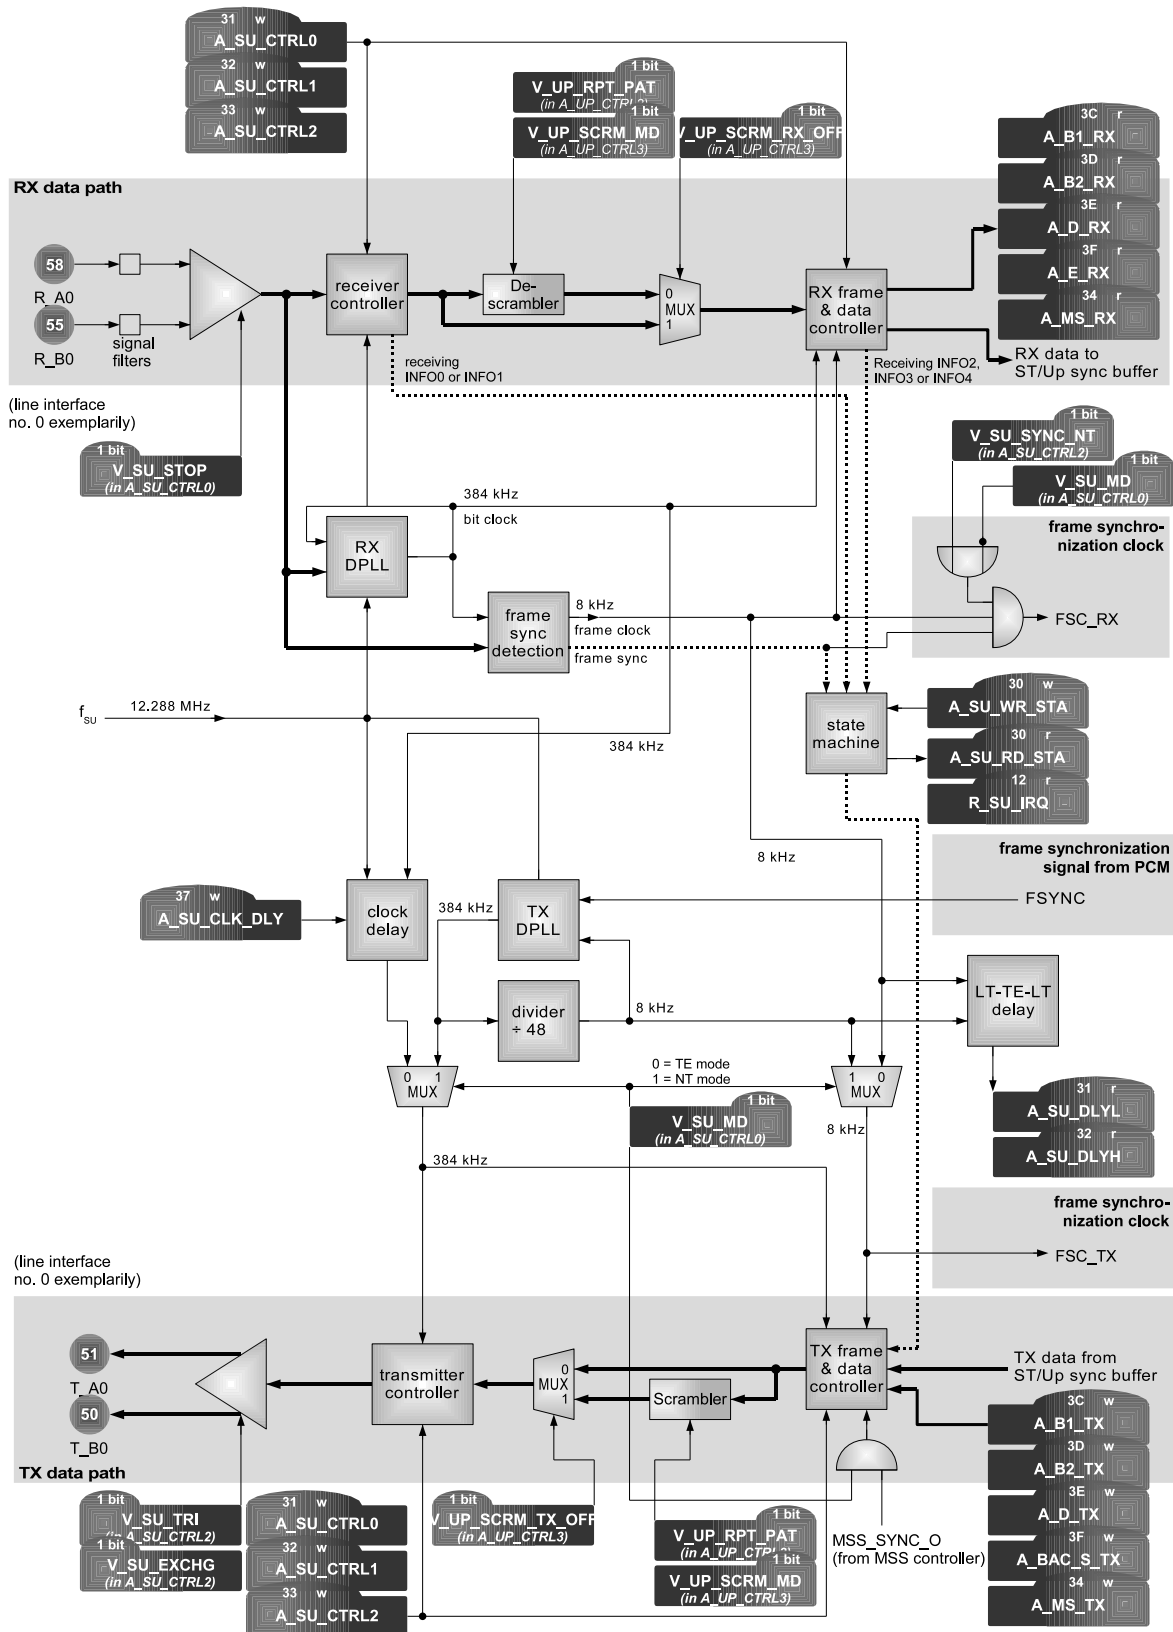 31 w
A_SU_CTRL0
32 w
A_SU_CTRL1
33 w
A_SU_CTRL2
1 bit
V_UP_RPT_PAT
(in A_UP_CTRL3)
1 bit
V_UP_SCRM_MD
(in A_UP_CTRL3)
1 bit
V_UP_SCRM_RX_OFF
(in A_UP_CTRL3)
3C r
A_B1_RX
3D r
A_B2_RX
3E r
A_D_RX
3F r
A_E_RX
34 r
A_MS_RX
RX data path
58
R_A0
55
R_B0
signal
filters
receiver
controller
De-
scrambler
0
MUX
1
RX frame
& data
controller
RX data to
ST/Up sync buffer
receiving
INFO0 or INFO1
Receiving INFO2,
INFO3 or INFO4
(line interface
no. 0 exemplarily)
1 bit
V_SU_STOP
(in A_SU_CTRL0)
1 bit
V_SU_SYNC_NT
(in A_SU_CTRL2)
1 bit
V_SU_MD
(in A_SU_CTRL0)
384 kHz
bit clock
RX
DPLL
frame synchro-
nization clock
frame
sync
detection
8 kHz
frame clock
frame sync
FSC_RX
fSU
12.288 MHz
384 kHz
state
machine
30 w
A_SU_WR_STA
30 r
A_SU_RD_STA
12 r
R_SU_IRQ
8 kHz
frame synchronization
signal from PCM
FSYNC
37 w
A_SU_CLK_DLY
clock
delay
384 kHz
TX
DPLL
divider
÷ 48
8 kHz
LT-TE-LT
delay
0 1
MUX
0 = TE mode
1 = NT mode
1 0
MUX
1 bit
V_SU_MD
(in A_SU_CTRL0)
8 kHz
31 r
A_SU_DLYL
32 r
A_SU_DLYH
384 kHz
frame synchro-
nization clock
FSC_TX
(line interface
no. 0 exemplarily)
51
T_A0
50
T_B0
transmitter
controller
0
MUX
1
Scrambler
TX frame
& data
controller
TX data from
ST/Up sync buffer
TX data path
1 bit
V_SU_TRI
(in A_SU_CTRL2)
1 bit
V_SU_EXCHG
(in A_SU_CTRL2)
31 w
A_SU_CTRL0
32 w
A_SU_CTRL1
33 w
A_SU_CTRL2
1 bit
V_UP_SCRM_TX_OFF
(in A_UP_CTRL3)
1 bit
V_UP_RPT_PAT
(in A_UP_CTRL3)
1 bit
V_UP_SCRM_MD
(in A_UP_CTRL3)
MSS_SYNC_O
(from MSS controller)
3C w
A_B1_TX
3D w
A_B2_TX
3E w
A_D_TX
3F w
A_BAC_S_TX
34 w
A_MS_TX